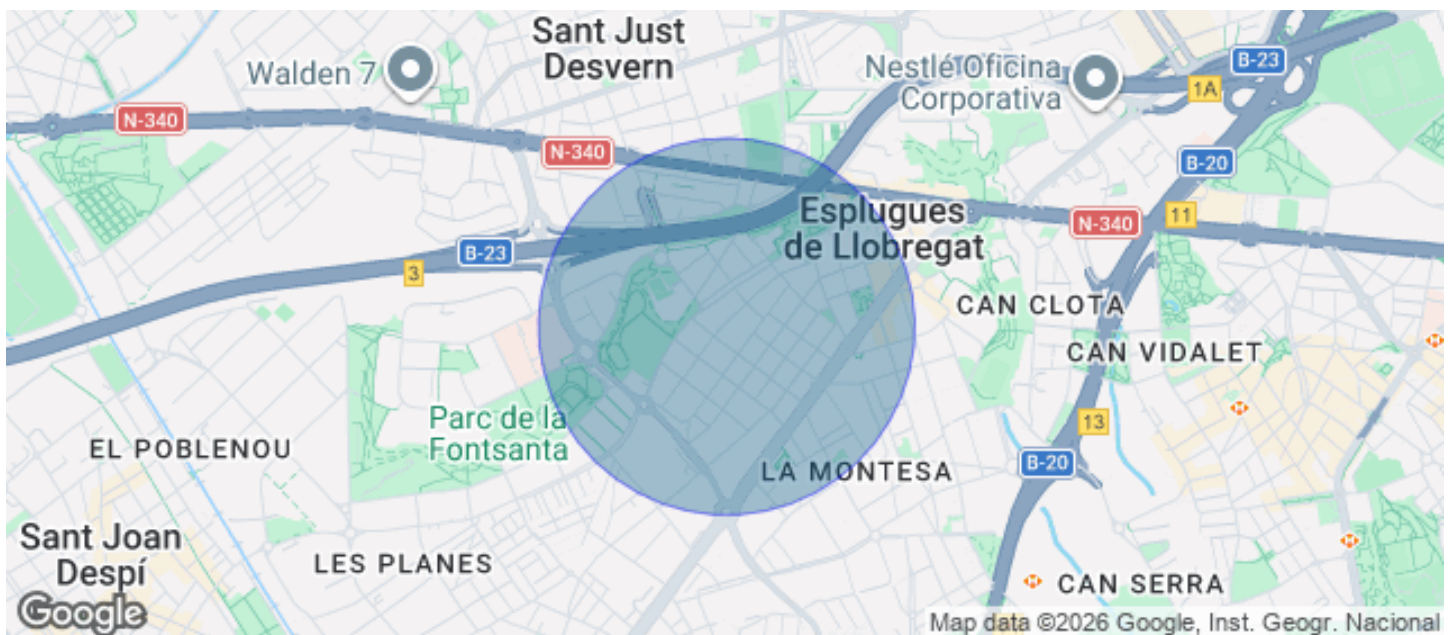 Sant Just
Desvern
Walden 7
Nestlé Oficina
Corporativa
B-23
1A
N-340
N-340
B-20
Esplugues
de Llobregat
11
N-340
B-23
3
CAN CLOTA
CAN VIDALET
Parc de la
Fontsanta
13
EL POBLENOU
LA MONTESA
B-20
Sant Joan
Despí
LES PLANES
CAN SERRA
Google
Map data ©2026 Google, Inst. Geogr. Nacional